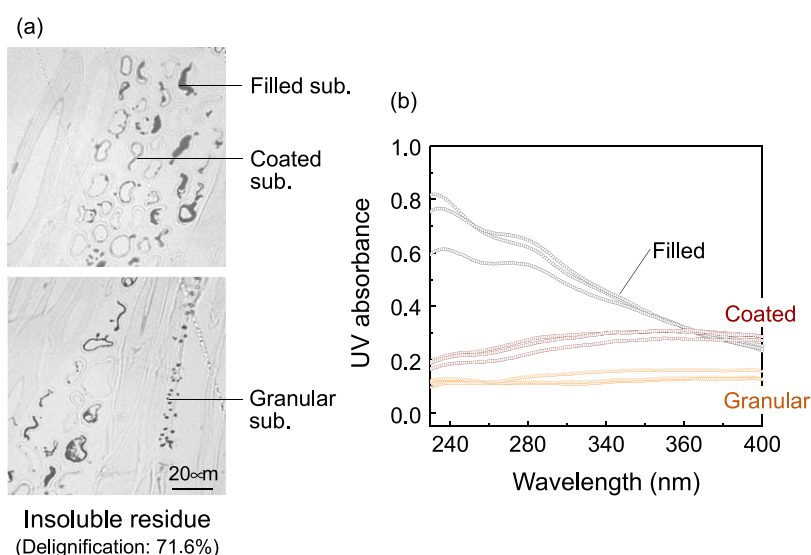 (a)
Filled sub.
Coated
sub.
Granular
sub.
20∝m
Insoluble residue
(Delignification: 71.6%)
(b)
UV absorbance
1.0
0.8
0.6
0.4
0.2
0.0
Filled
Coated
Granular
240 280 340 360 400
Wavelength (nm)